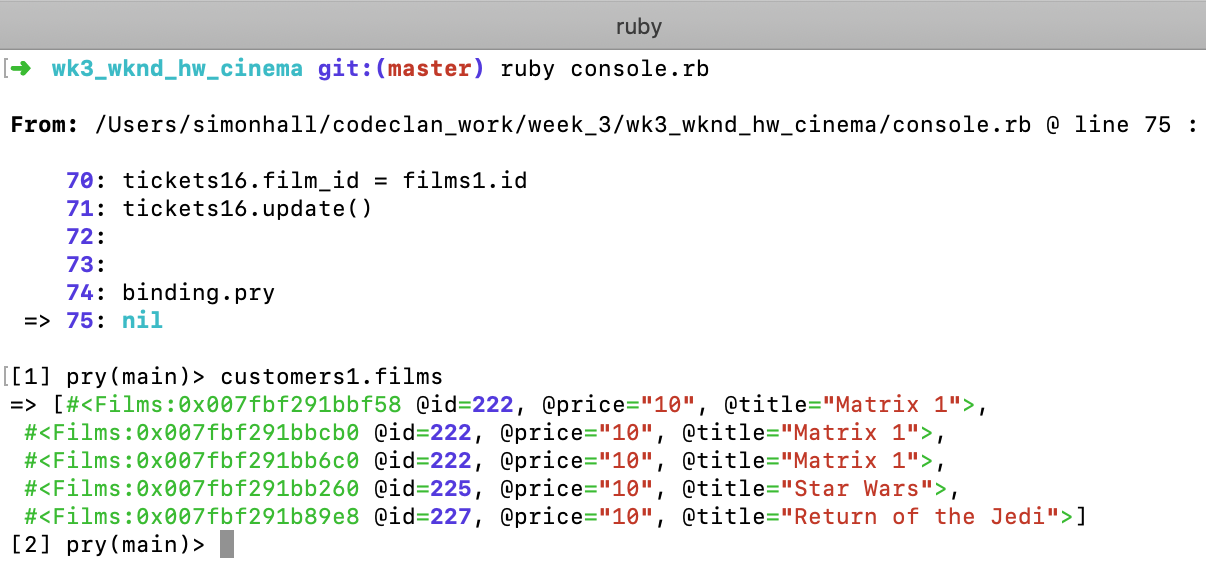 ruby
[➜ wk3_wknd_hw_cinema git:(master) ruby console.rb
From: /Users/simonhall/codeclan_work/week_3/wk3_wknd_hw_cinema/console.rb @ line 75 :
70: tickets16.film_id = films1.id
71: tickets16.update()
72:
73:
74: binding.pry
=> 75: nil
[[1] pry(main)> customers1.films
=> [#<Films:0x007fbf291bbf58 @id=222, @price="10", @title="Matrix 1">,
#<Films:0x007fbf291bbcb0 @id=222, @price="10", @title="Matrix 1">,
#<Films:0x007fbf291bb6c0 @id=222, @price="10", @title="Matrix 1">,
#<Films:0x007fbf291bb260 @id=225, @price="10", @title="Star Wars">,
#<Films:0x007fbf291b89e8 @id=227, @price="10", @title="Return of the Jedi">]
[2] pry(main)>